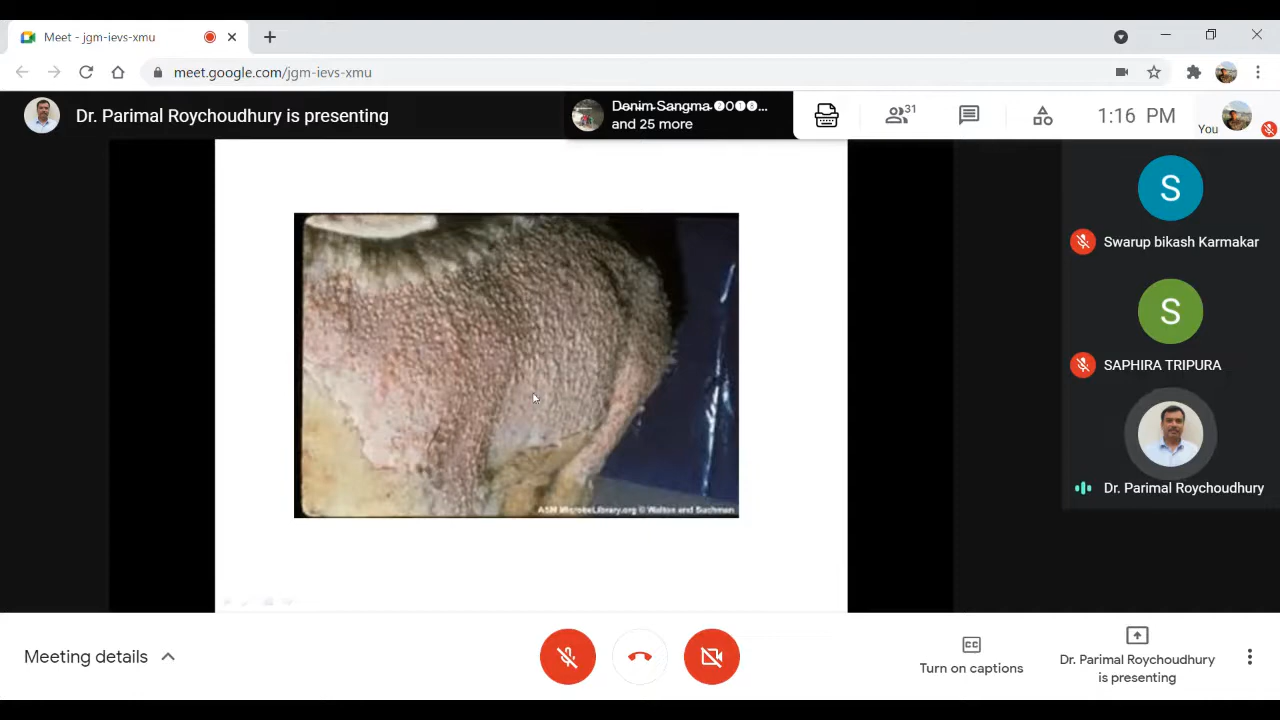 Meet - jgm-ievs-xmu
meet.google.com/jgm-ievs-xmu
Dr. Parimal Roychoudhury is presenting
Denim Sangma ❷⓿❶❽...
and 25 more
31
1:16 PM
You
S
Swarup bikash Karmakar
S
SAPHIRA TRIPURA
Dr. Parimal Roychoudhury
ASM MicrobeLibrary.org © Walton and Suchman
Meeting details
CC
Turn on captions
Dr. Parimal Roychoudhury
is presenting